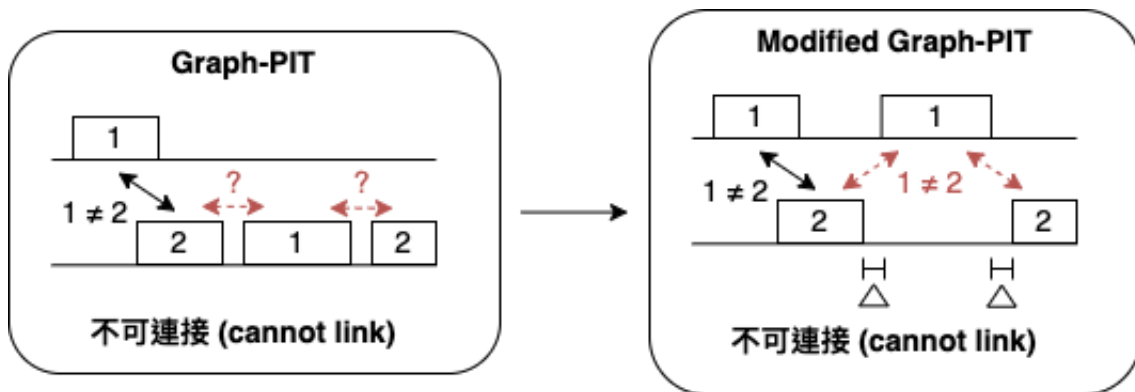 Graph-PIT
1
? ?
1 ≠ 2
2 1 2
不可連接 (cannot link)
Modified Graph-PIT
1 1
1 ≠ 2 1 ≠ 2
2 2
△ △
不可連接 (cannot link)